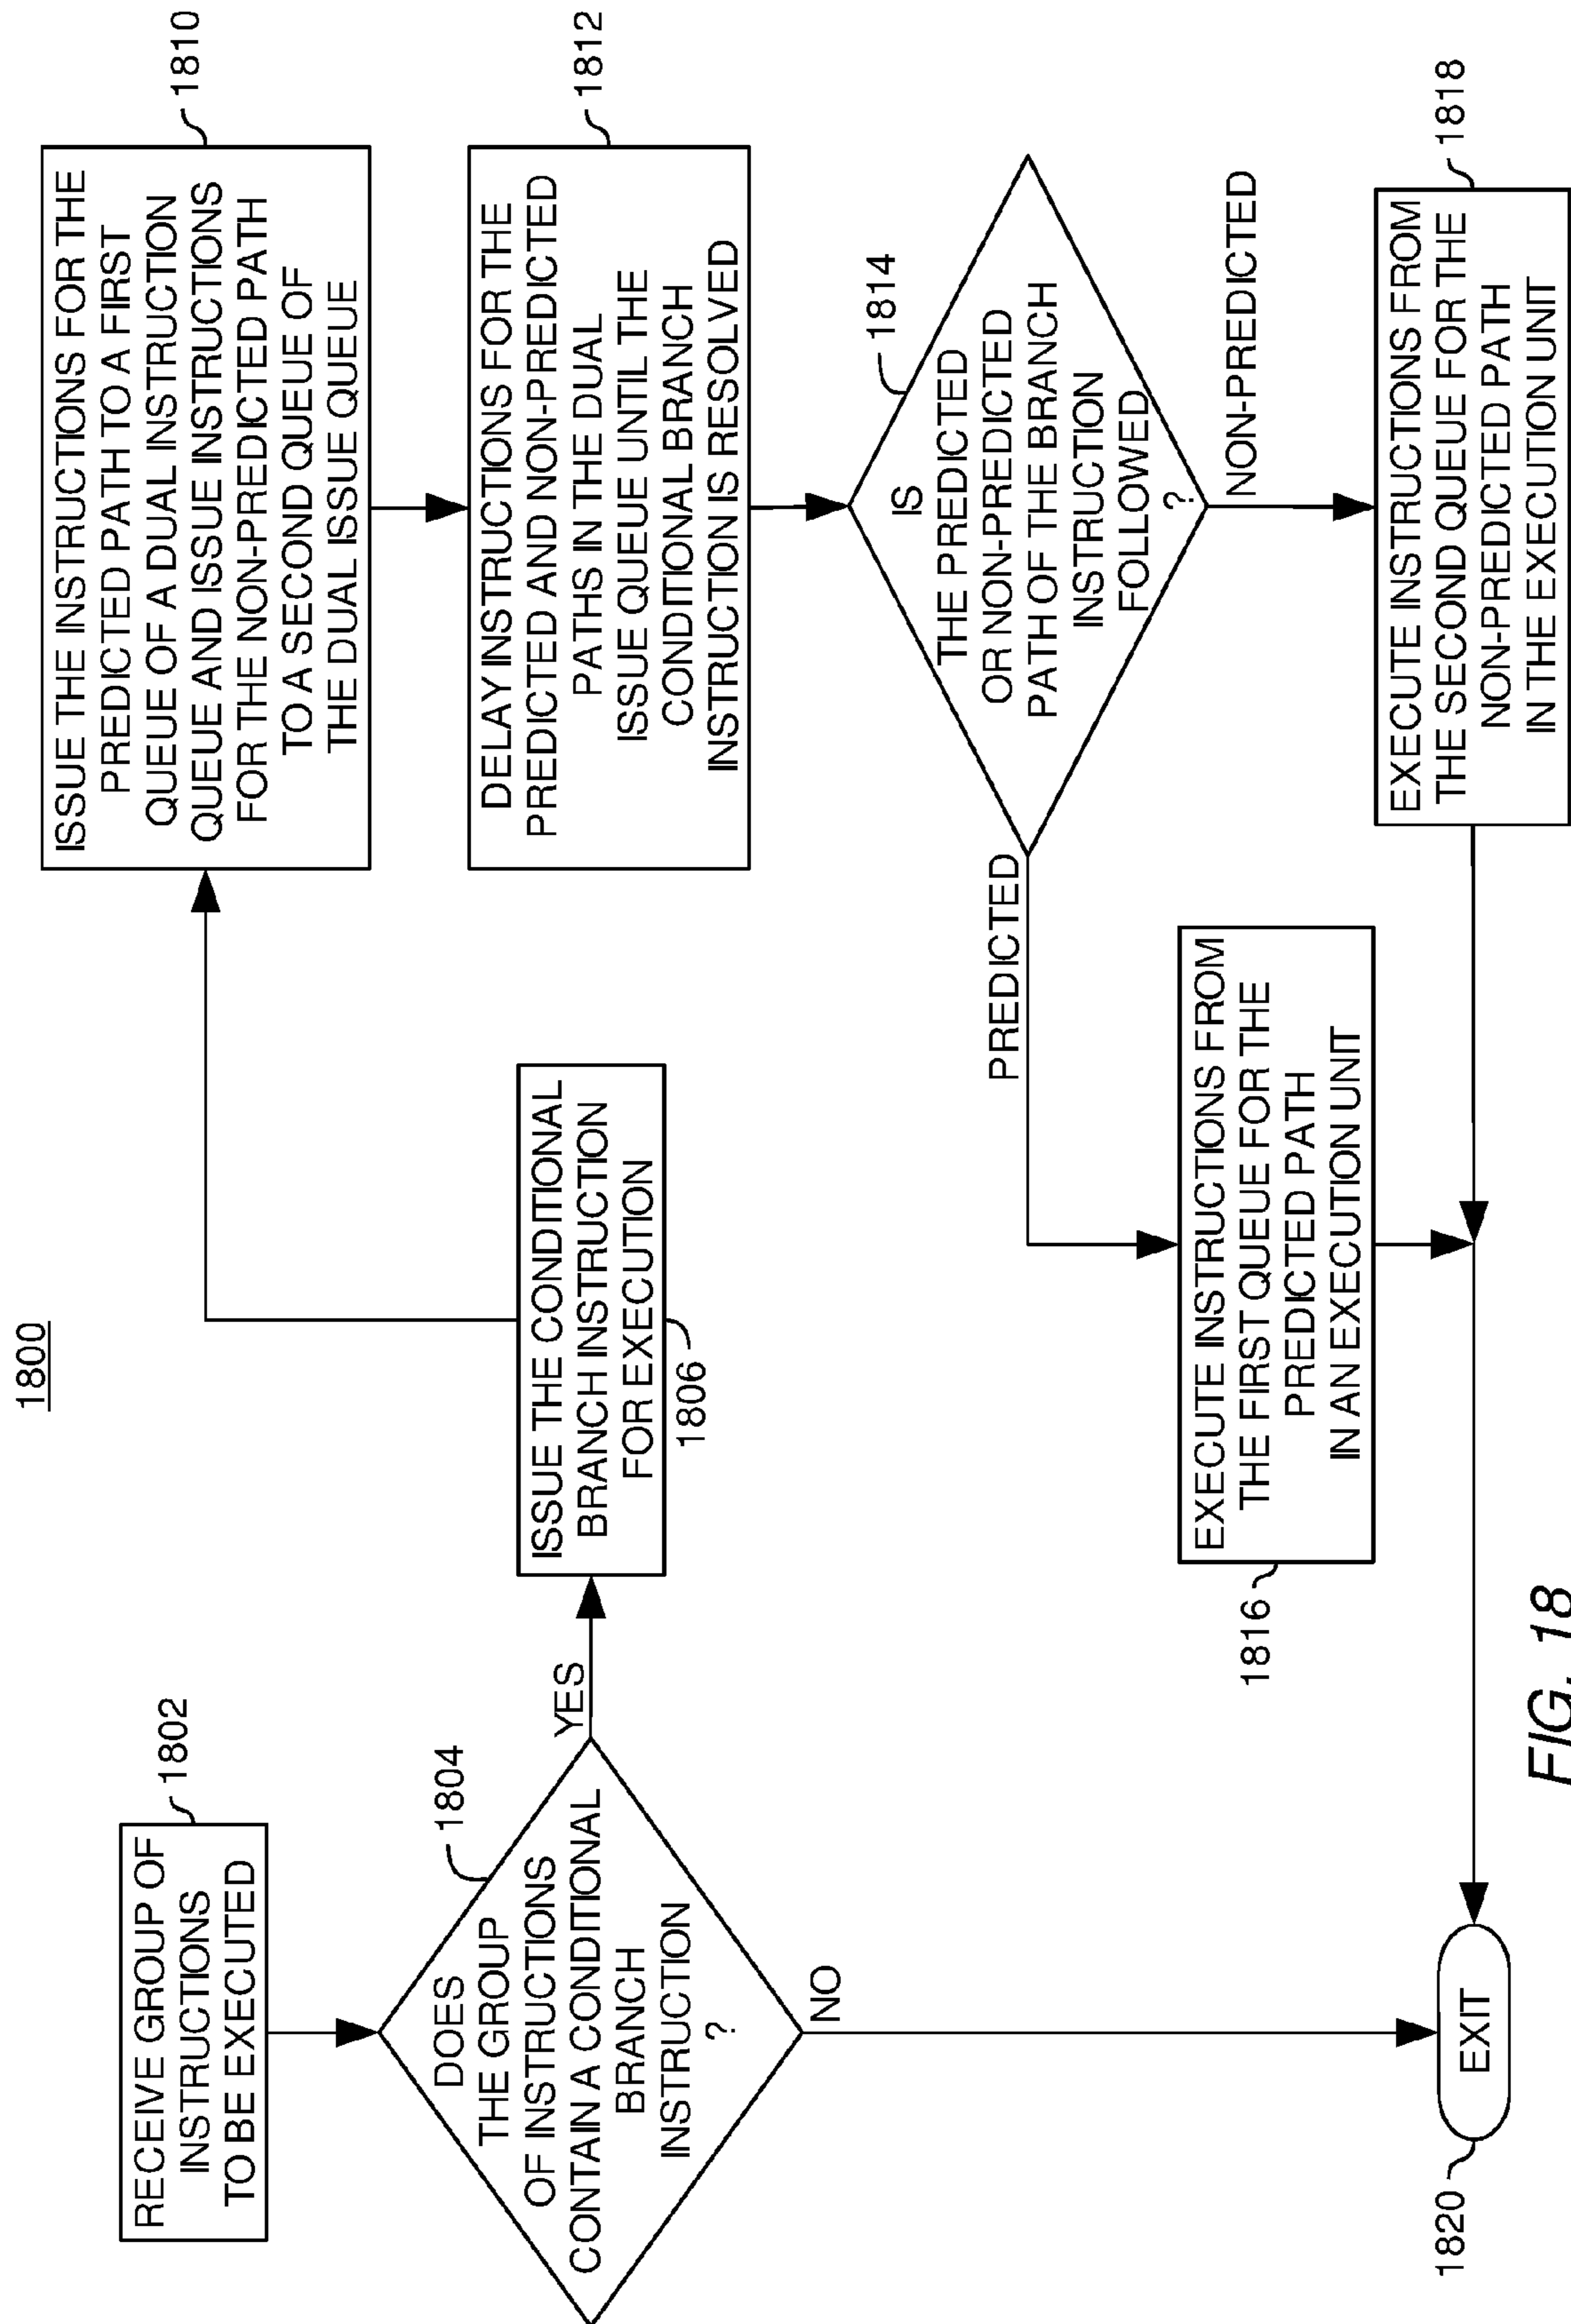 1800
RECEIVE GROUP OF
INSTRUCTIONS
TO BE EXECUTED
1802
DOES
THE GROUP
OF INSTRUCTIONS
CONTAIN A CONDITIONAL
BRANCH
INSTRUCTION
?
1804
YES
NO
ISSUE THE CONDITIONAL
BRANCH INSTRUCTION
FOR EXECUTION
1806
ISSUE THE INSTRUCTIONS FOR THE
PREDICTED PATH TO A FIRST
QUEUE OF A DUAL INSTRUCTION
QUEUE AND ISSUE INSTRUCTIONS
FOR THE NON-PREDICTED PATH
TO A SECOND QUEUE OF
THE DUAL ISSUE QUEUE
1810
DELAY INSTRUCTIONS FOR THE
PREDICTED AND NON-PREDICTED
PATHS IN THE DUAL
ISSUE QUEUE UNTIL THE
CONDITIONAL BRANCH
INSTRUCTION IS RESOLVED
1812
IS
THE PREDICTED
OR NON-PREDICTED
PATH OF THE BRANCH
INSTRUCTION
FOLLOWED
?
1814
PREDICTED
NON-PREDICTED
EXECUTE INSTRUCTIONS FROM
THE FIRST QUEUE FOR THE
PREDICTED PATH
IN AN EXECUTION UNIT
1816
EXECUTE INSTRUCTIONS FROM
THE SECOND QUEUE FOR THE
NON-PREDICTED PATH
IN THE EXECUTION UNIT
1818
EXIT
1820
FIG. 18